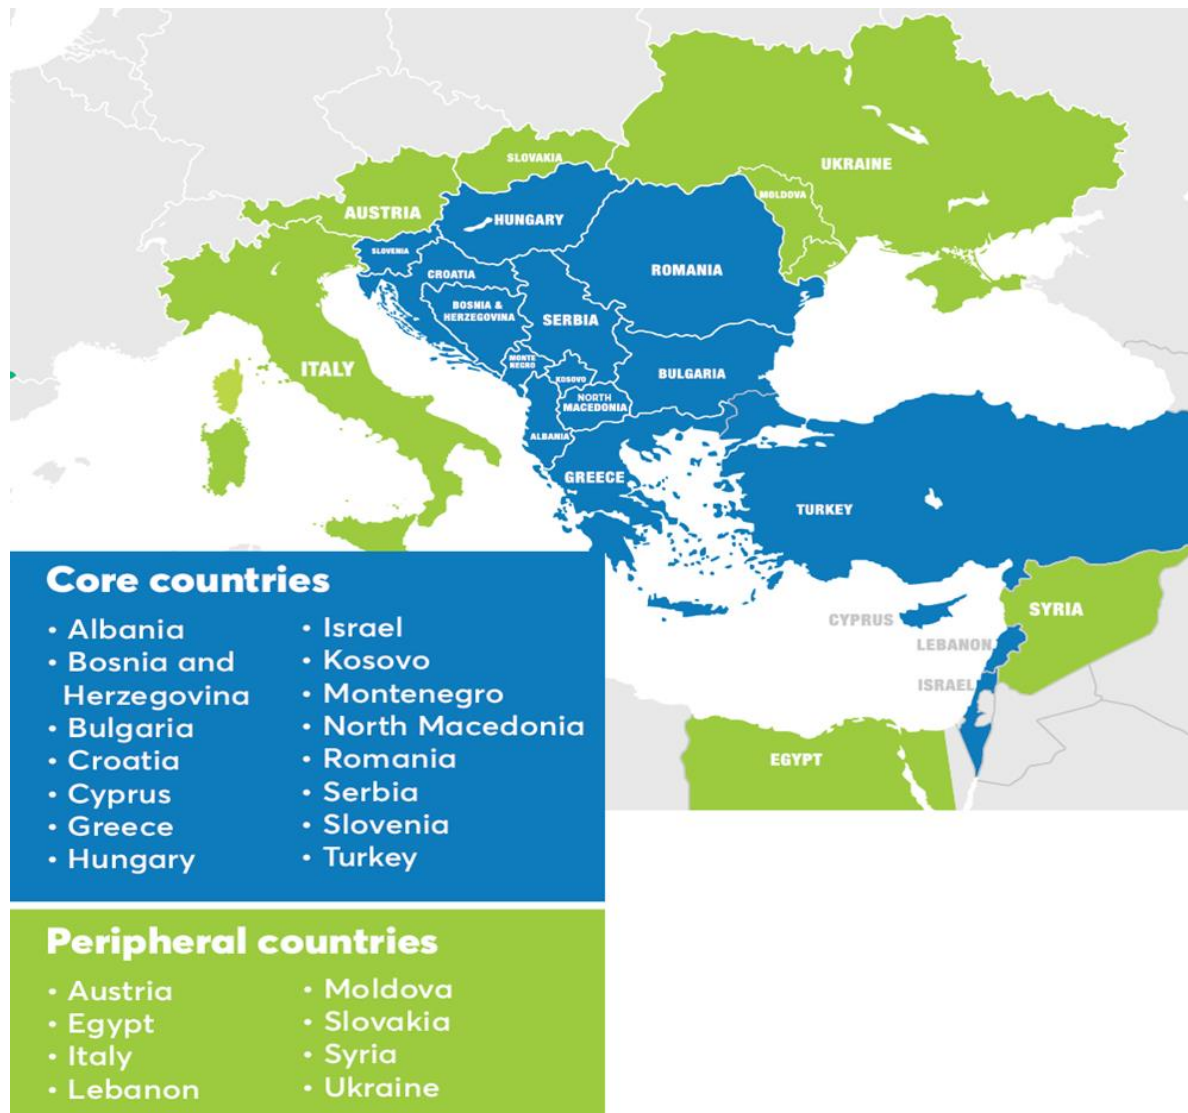 SLOVAKIA
UKRAINE
MOLDOVA
AUSTRIA
HUNGARY
SLOVENIA
CROATIA
ROMANIA
BOSNIA &
HERZEGOVINA
SERBIA
MONTE
NEGRO
ITALY
KOSOVO
BULGARIA
NORTH
MACEDONIA
ALBANIA
GREECE
TURKEY
CYPRUS
SYRIA
LEBANON
ISRAEL
EGYPT
Core countries
• Albania
• Bosnia and
Herzegovina
• Bulgaria
• Croatia
• Cyprus
• Greece
• Hungary
• Israel
• Kosovo
• Montenegro
• North Macedonia
• Romania
• Serbia
• Slovenia
• Turkey
Peripheral countries
• Austria
• Egypt
• Italy
• Lebanon
• Moldova
• Slovakia
• Syria
• Ukraine